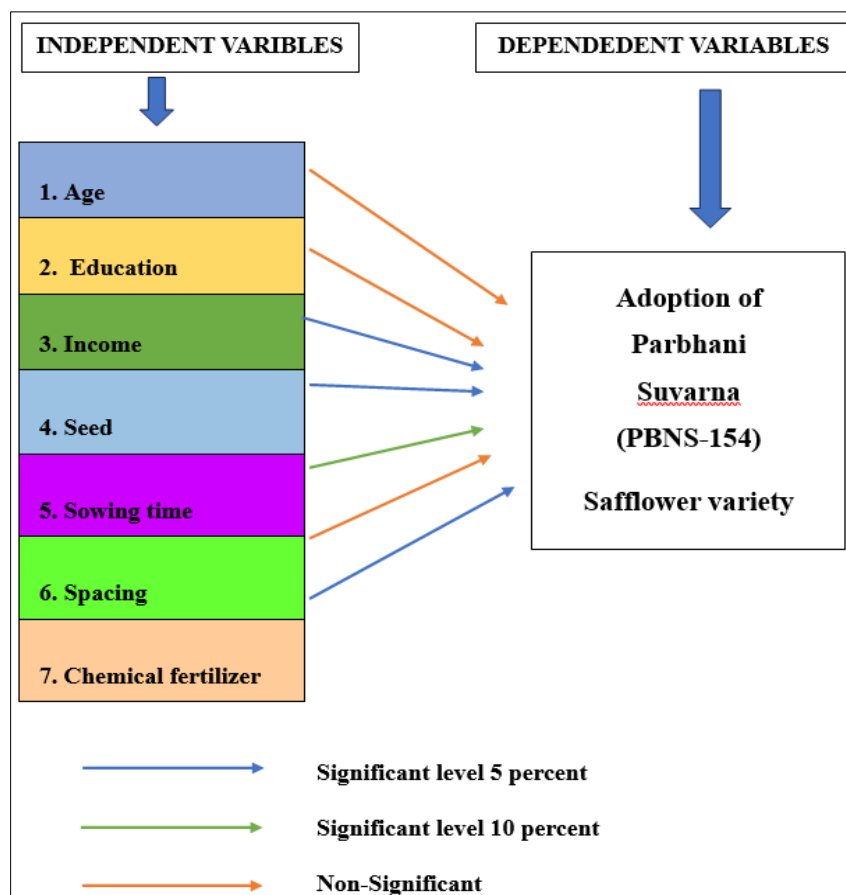 INDEPENDENT VARIBLES
DEPENDEDENT VARIABLES
1. Age
2. Education
3. Income
4. Seed
5. Sowing time
6. Spacing
7. Chemical fertilizer
Adoption of
Parbhani
Suvarna
(PBNS-154)
Safflower variety
Significant level 5 percent
Significant level 10 percent
Non-Significant